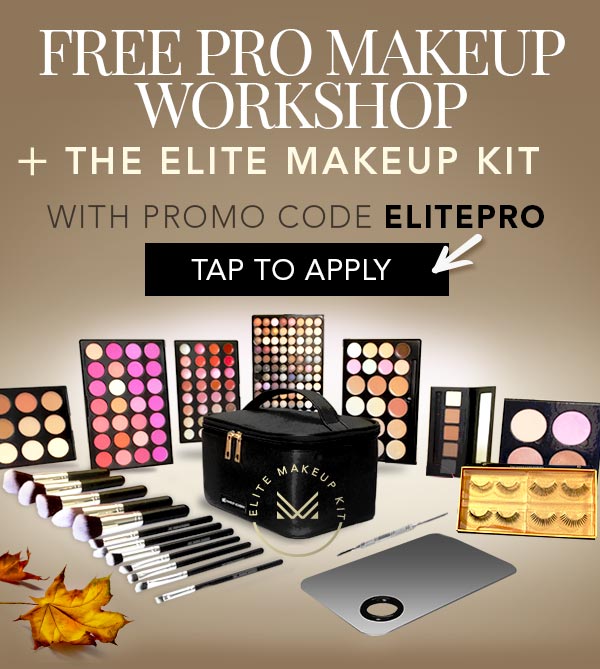 FREE PRO MAKEUP
WORKSHOP
+ THE ELITE MAKEUP KIT
WITH PROMO CODE ELITEPRO
TAP TO APPLY
ELITE MAKEUP KIT